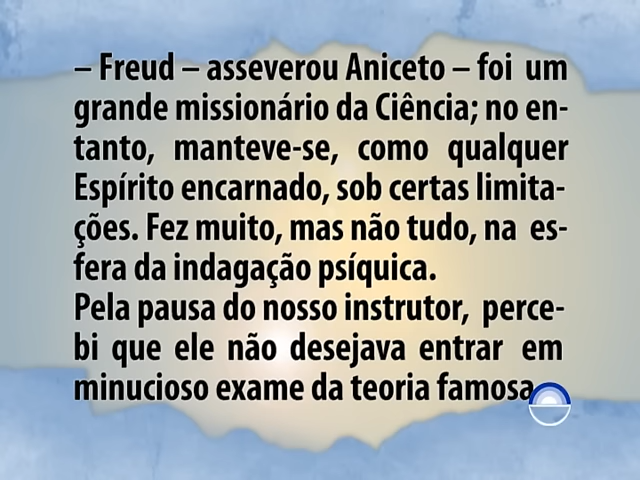 – Freud – asseverou Aniceto – foi um
grande missionário da Ciência; no en-
tanto, manteve-se, como qualquer
Espírito encarnado, sob certas limita-
ções. Fez muito, mas não tudo, na es-
fera da indagação psíquica.
Pela pausa do nosso instrutor, perce-
bi que ele não desejava entrar em
minucioso exame da teoria famosa.